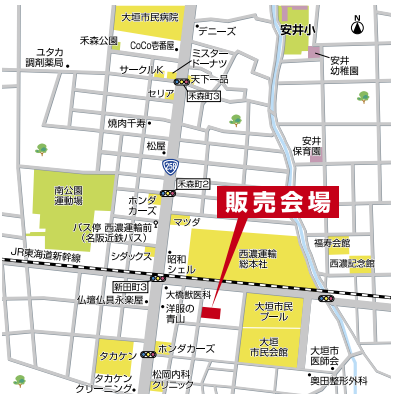 大垣市民病院
デニーズ
安井小
N
禾森公園
CoCo壱番屋
ミスター
ドーナツ
ユタカ
調剤薬局
サークルK
天下一品
安井
幼稚園
セリア
禾森町3
焼肉千寿
安井
保育園
松屋
258
禾森町2
南公園
運動場
ホンダ
カーズ
販売会場
マツダ
バス停 西濃運輸前
(名阪近鉄バス)
福寿会館
シダックス
昭和
シェル
西濃運輸
総本社
西濃記念館
JR東海道新幹線
新田町3
大橋獣医科
仏壇仏具永楽屋
洋服の
青山
大垣市民
プール
タカケン
ホンダカーズ
大垣
市民会館
大垣市
医師会
タカケン
クリーニング
松岡内科
クリニック
奥田整形外科